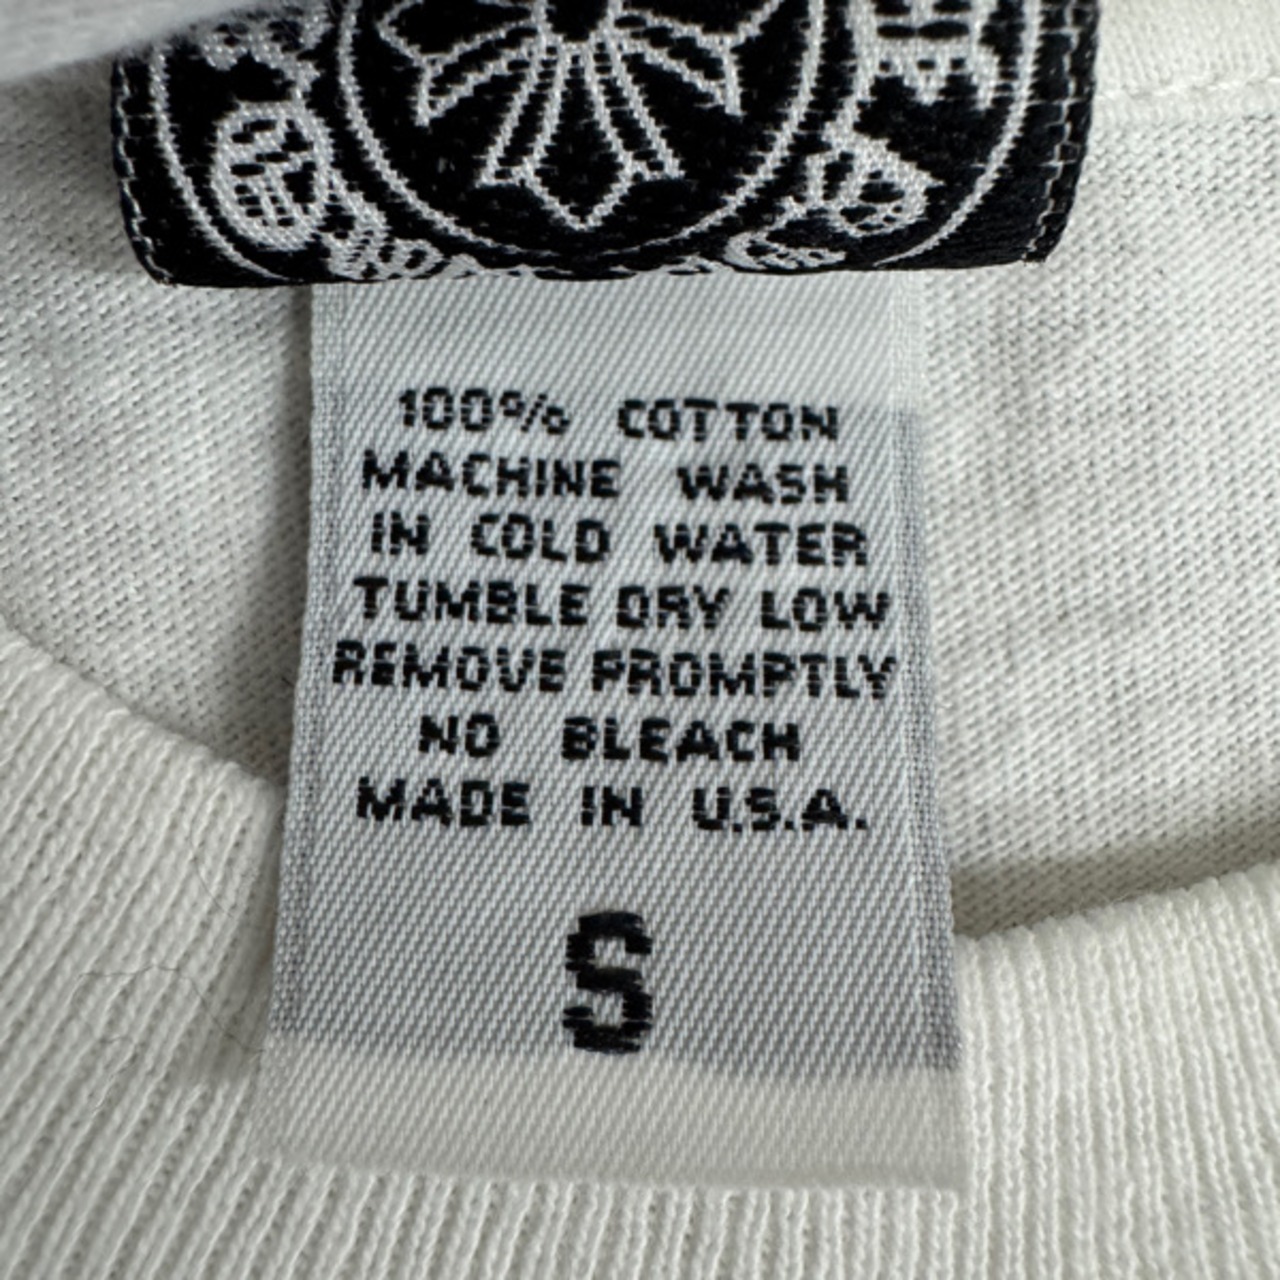 100% COTTON
MACHINE WASH
IN COLD WATER
TUMBLE DRY LOW
REMOVE PROMPTLY
NO BLEACH
MADE IN U.S.A.
S